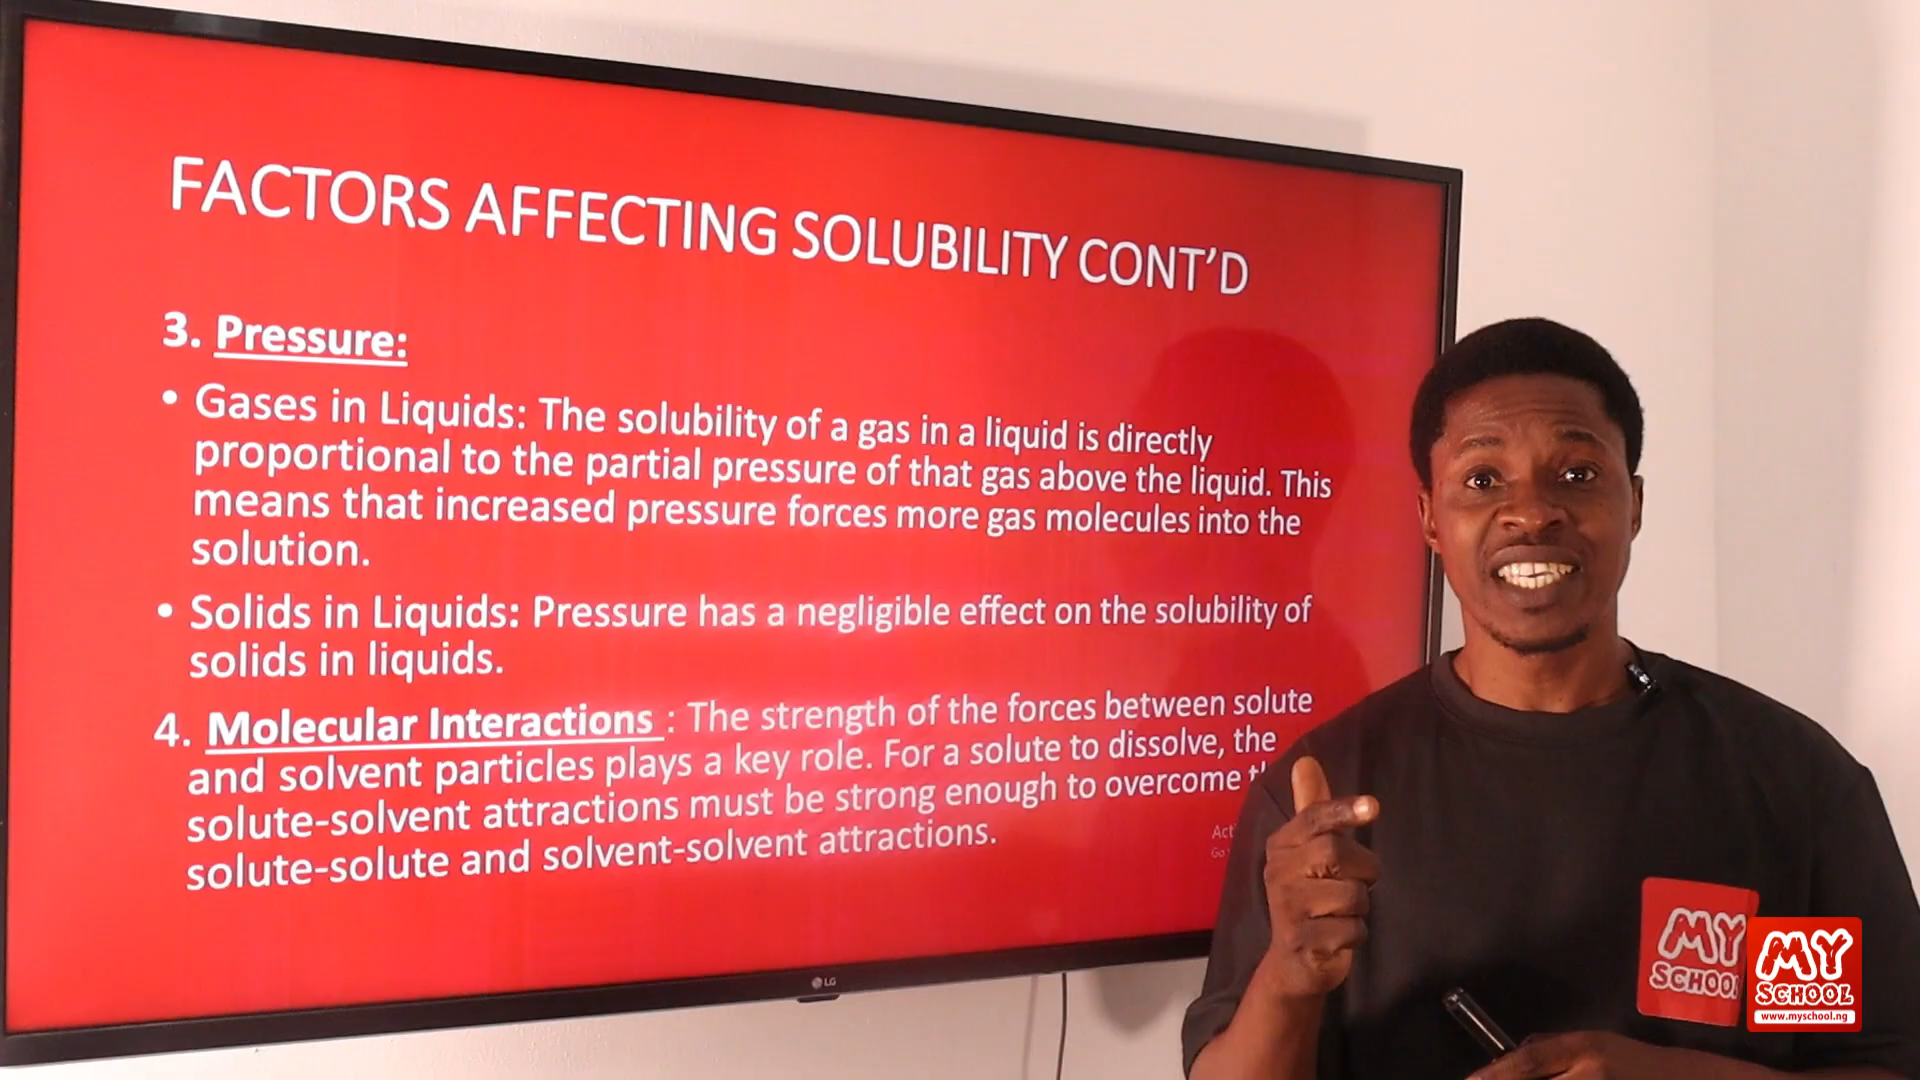 FACTORS AFFECTING SOLUBILITY CONT'D
3. Pressure:
• Gases in Liquids: The solubility of a gas in a liquid is directly
proportional to the partial pressure of that gas above the liquid. This
means that increased pressure forces more gas molecules into the
solution.
• Solids in Liquids: Pressure has a negligible effect on the solubility of
solids in liquids.
4. Molecular Interactions : The strength of the forces between solute
and solvent particles plays a key role. For a solute to dissolve, the
solute-solvent attractions must be strong enough to overcome
solute-solute and solvent-solvent attractions.
LG
MY
SCHOOL
MY
SCHOOL
www.myschool.ng